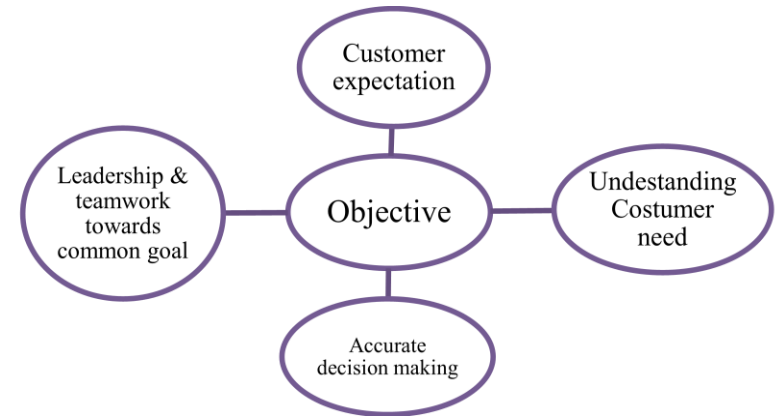 Customer
expectation
Leadership &
teamwork
towards
common goal
Objective
Undestanding
Costumer
need
Accurate
decision making